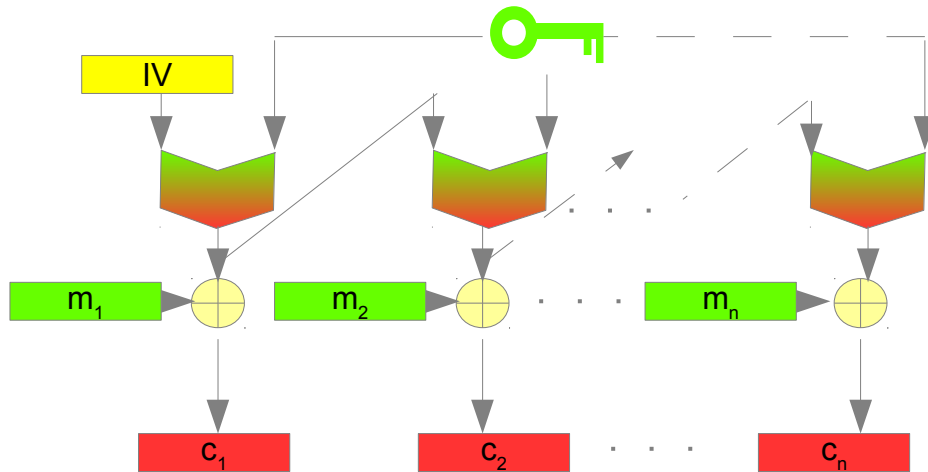 IV
m₁
m₂
. . .
mₙ
c₁
c₂
. . .
cₙ